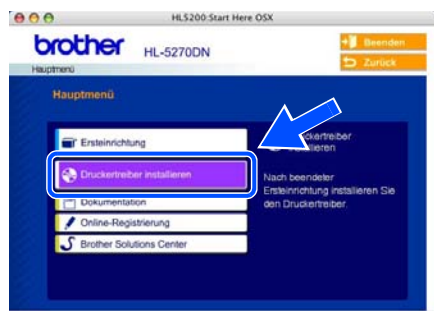 HL5200:Start Here OSX
brother
HL-5270DN
Beenden
Zurück
Hauptmenü
Hauptmenü
Ersteinrichtung
Druckertreiber installieren
Dokumentation
Online-Registrierung
Brother Solutions Center
Nach beendeter
Ersteinrichtung installieren Sie
den Druckertreiber.